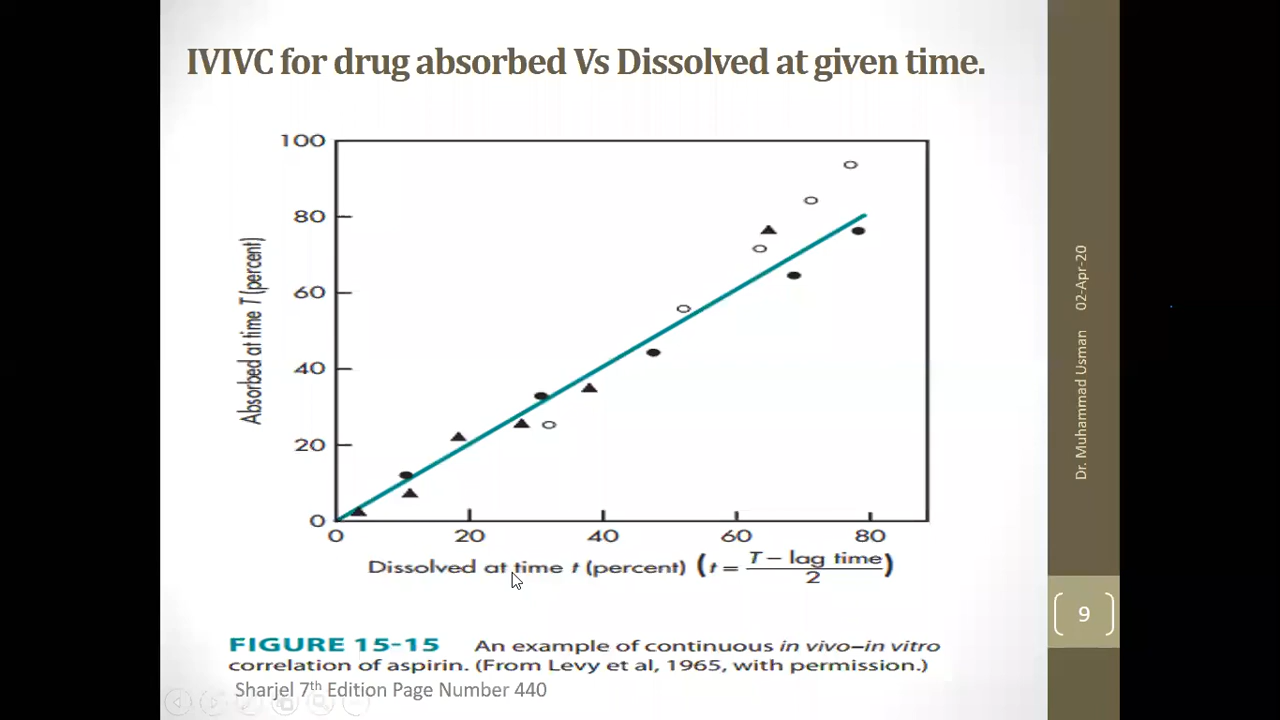 IVIVC for drug absorbed Vs Dissolved at given time.
100
80
60
40
20
0
Absorbed at time T (percent)
0 20 40 60 80
Dissolved at time t (percent) (t = T − lag time / 2)
FIGURE 15-15 An example of continuous in vivo–in vitro
correlation of aspirin. (From Levy et al, 1965, with permission.)
Sharjel 7th Edition Page Number 440
Dr. Muhammad Usman 02-Apr-20
9